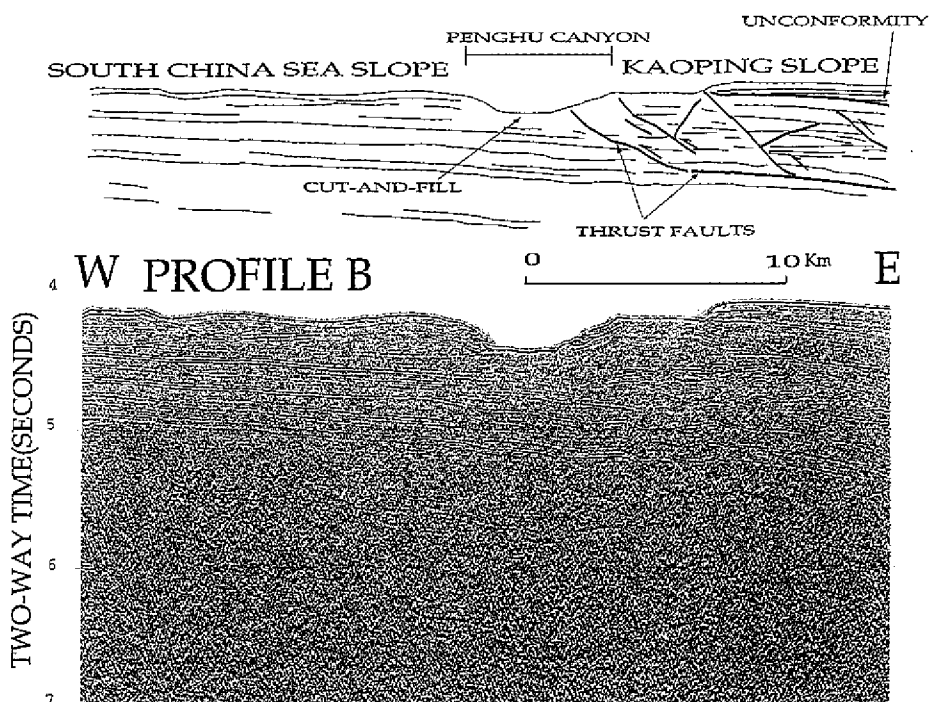 UNCONFORMITY
PENGHU CANYON
SOUTH CHINA SEA SLOPE
KAOPING SLOPE
CUT-AND-FILL
THRUST FAULTS
W PROFILE B
0 10 Km
E
4
5
6
7
TWO-WAY TIME(SECONDS)